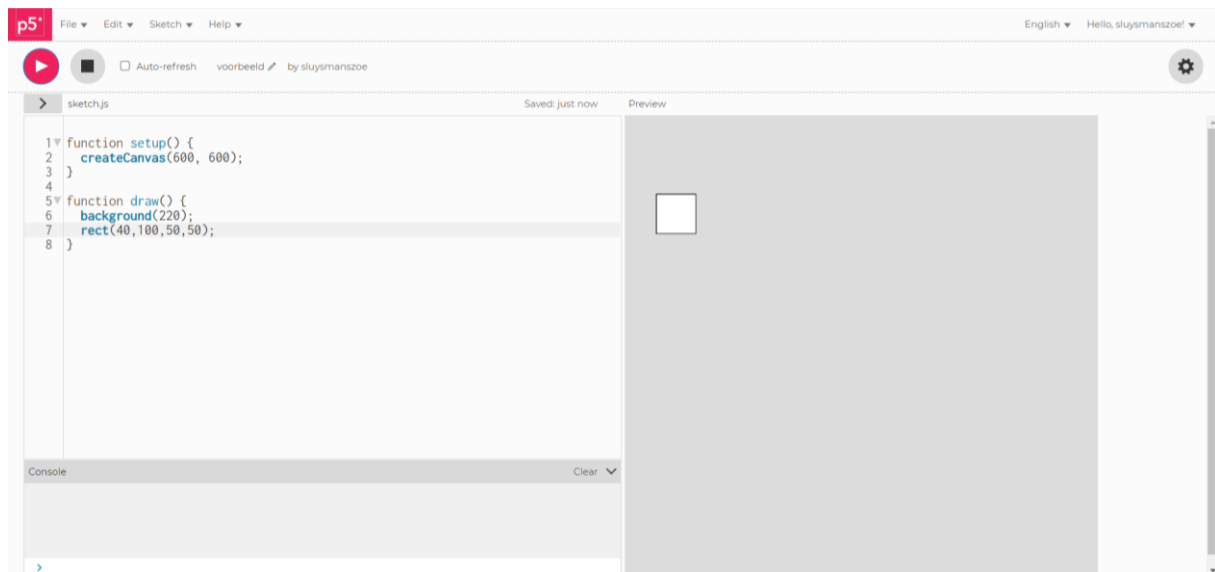 p5* File Edit Sketch Help English Hello, sluysmanszoe!
Auto-refresh voorbeeld by sluysmanszoe
> sketch.js Saved: just now Preview
1 function setup() {
2   createCanvas(600, 600);
3 }
4
5 function draw() {
6   background(220);
7   rect(40,100,50,50);
8 }
Console Clear
>